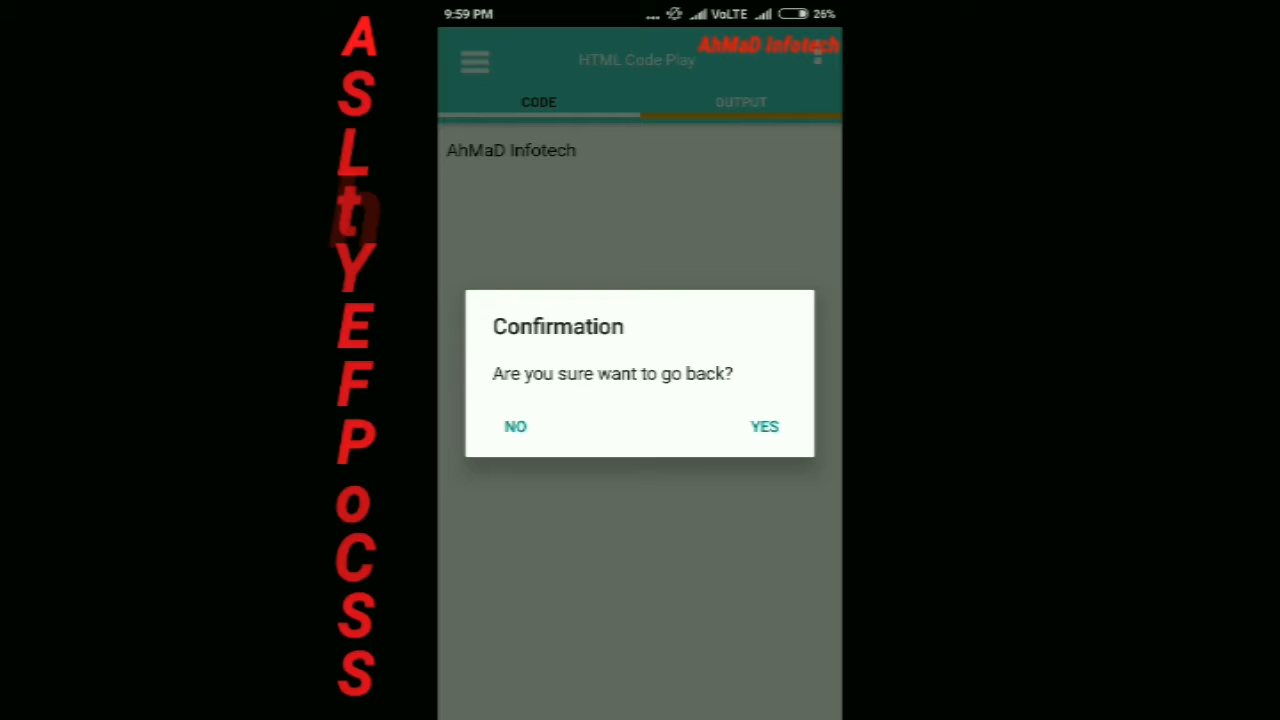 9:59 PM
... VoLTE 26%
AhMaD Infotech
HTML Code Play
CODE
OUTPUT
AhMaD Infotech
Confirmation
Are you sure want to go back?
NO
YES
A
S
L
t
h
Y
E
F
P
o
C
S
S